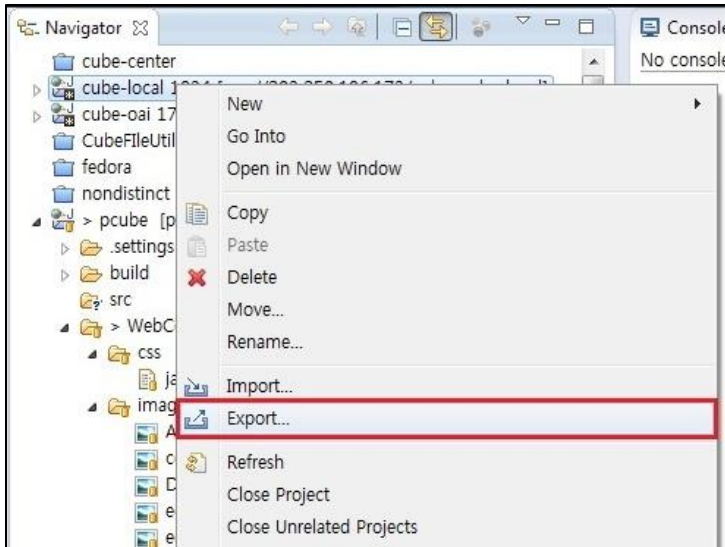 Navigator
Console
No console
cube-center
cube-local
cube-oai 17
CubeFIleUtil
fedora
nondistinct
> pcube [p
.settings
build
src
> WebC
css
ja
imag
A
c
D
e
e
New
Go Into
Open in New Window
Copy
Paste
Delete
Move...
Rename...
Import...
Export...
Refresh
Close Project
Close Unrelated Projects